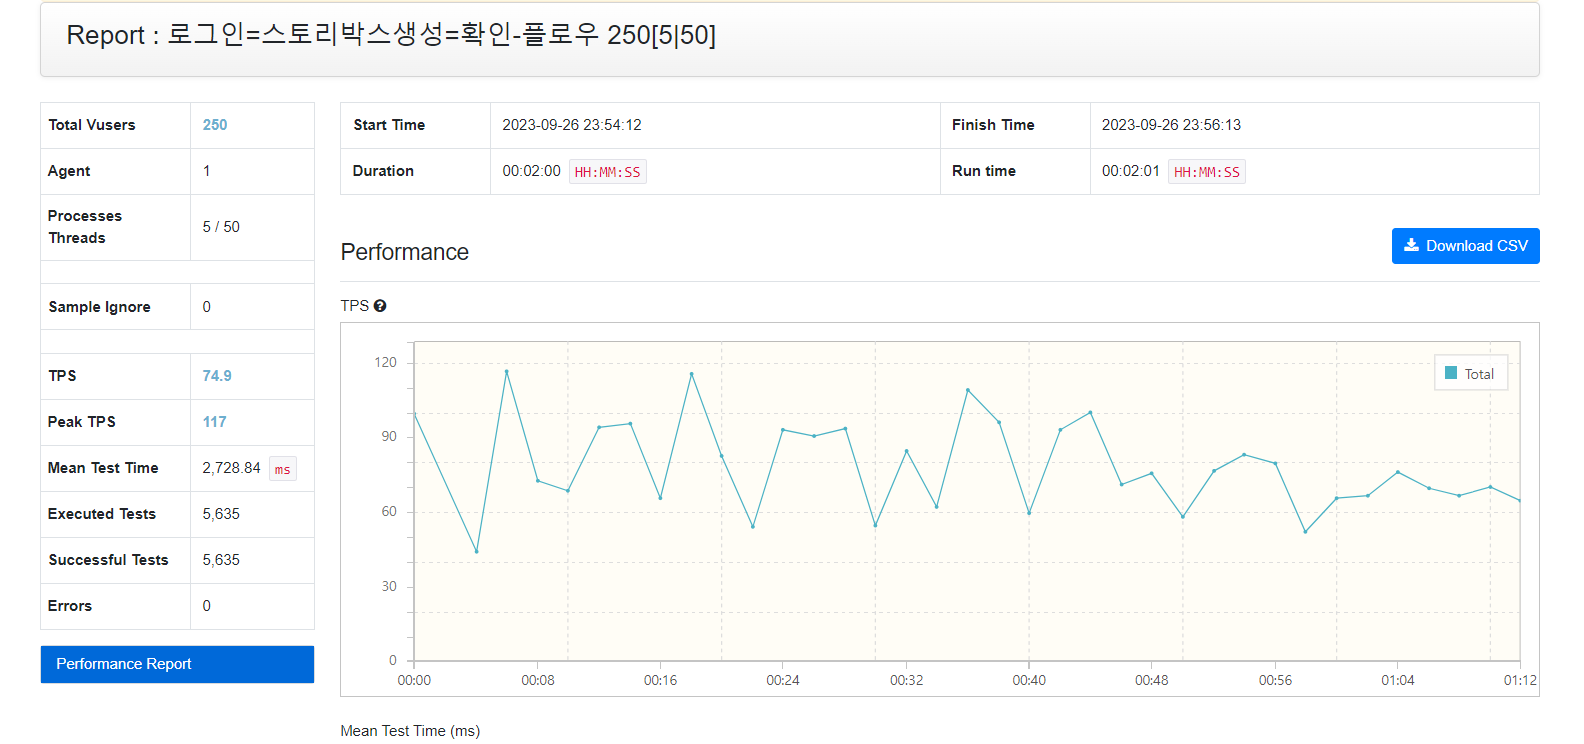 Report : 로그인=스토리박스생성=확인-플로우 250[5|50]
Total Vusers 250
Agent 1
Processes
Threads 5 / 50
Sample Ignore 0
TPS 74.9
Peak TPS 117
Mean Test Time 2,728.84 ms
Executed Tests 5,635
Successful Tests 5,635
Errors 0
Performance Report
Start Time 2023-09-26 23:54:12 Finish Time 2023-09-26 23:56:13
Duration 00:02:00 HH:MM:SS Run time 00:02:01 HH:MM:SS
Performance
Download CSV
TPS ?
Total
120
90
60
30
0
00:00 00:08 00:16 00:24 00:32 00:40 00:48 00:56 01:04 01:12
Mean Test Time (ms)